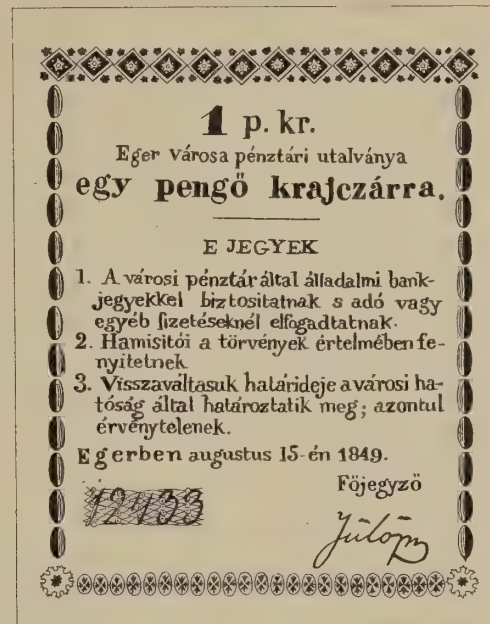 1 p. kr.
Eger városa pénztári utalványa
egy pengő krajczárra.
E JEGYEK
1. A városi pénztár által álladalmi bank-
jegyekkel biztositatnak s adó vagy
egyéb fizetéseknél elfogadtatnak.
2. Hamisitói a törvények értelmében fe-
nyitetnek
3. Visszaváltasuk határideje a városi ha-
tóság által határoztatik meg; azontul
érvénytelenek.
Egerben augustus 15-én 1849.
Főjegyző
12433